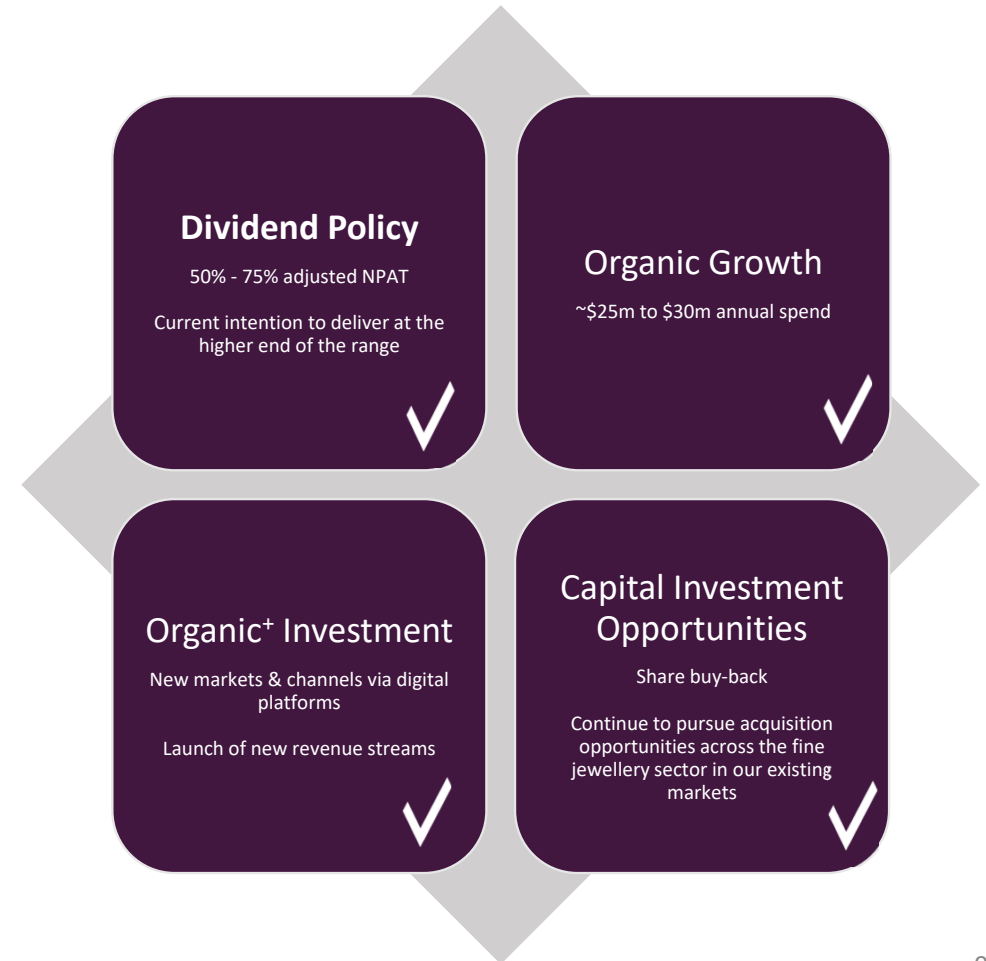 Dividend Policy
50% - 75% adjusted NPAT
Current intention to deliver at the
higher end of the range
Organic Growth
~$25m to $30m annual spend
Organic⁺ Investment
New markets & channels via digital
platforms
Launch of new revenue streams
Capital Investment
Opportunities
Share buy-back
Continue to pursue acquisition
opportunities across the fine
jewellery sector in our existing
markets